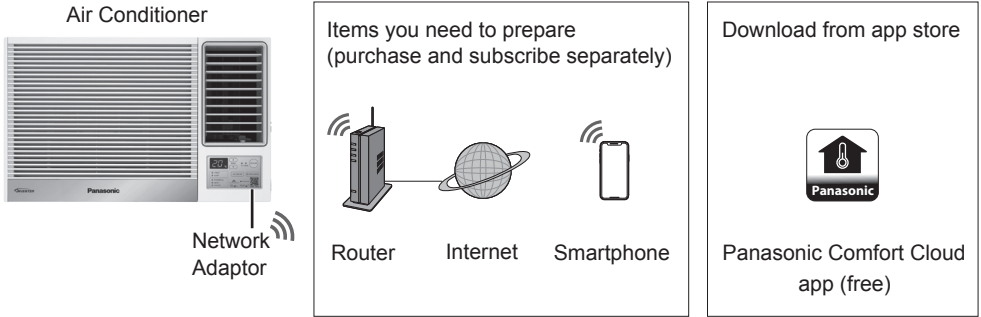 Air Conditioner
INVERTER
Panasonic
Network
Adaptor
Items you need to prepare
(purchase and subscribe separately)
Router
Internet
Smartphone
Download from app store
Panasonic
Panasonic Comfort Cloud
app (free)